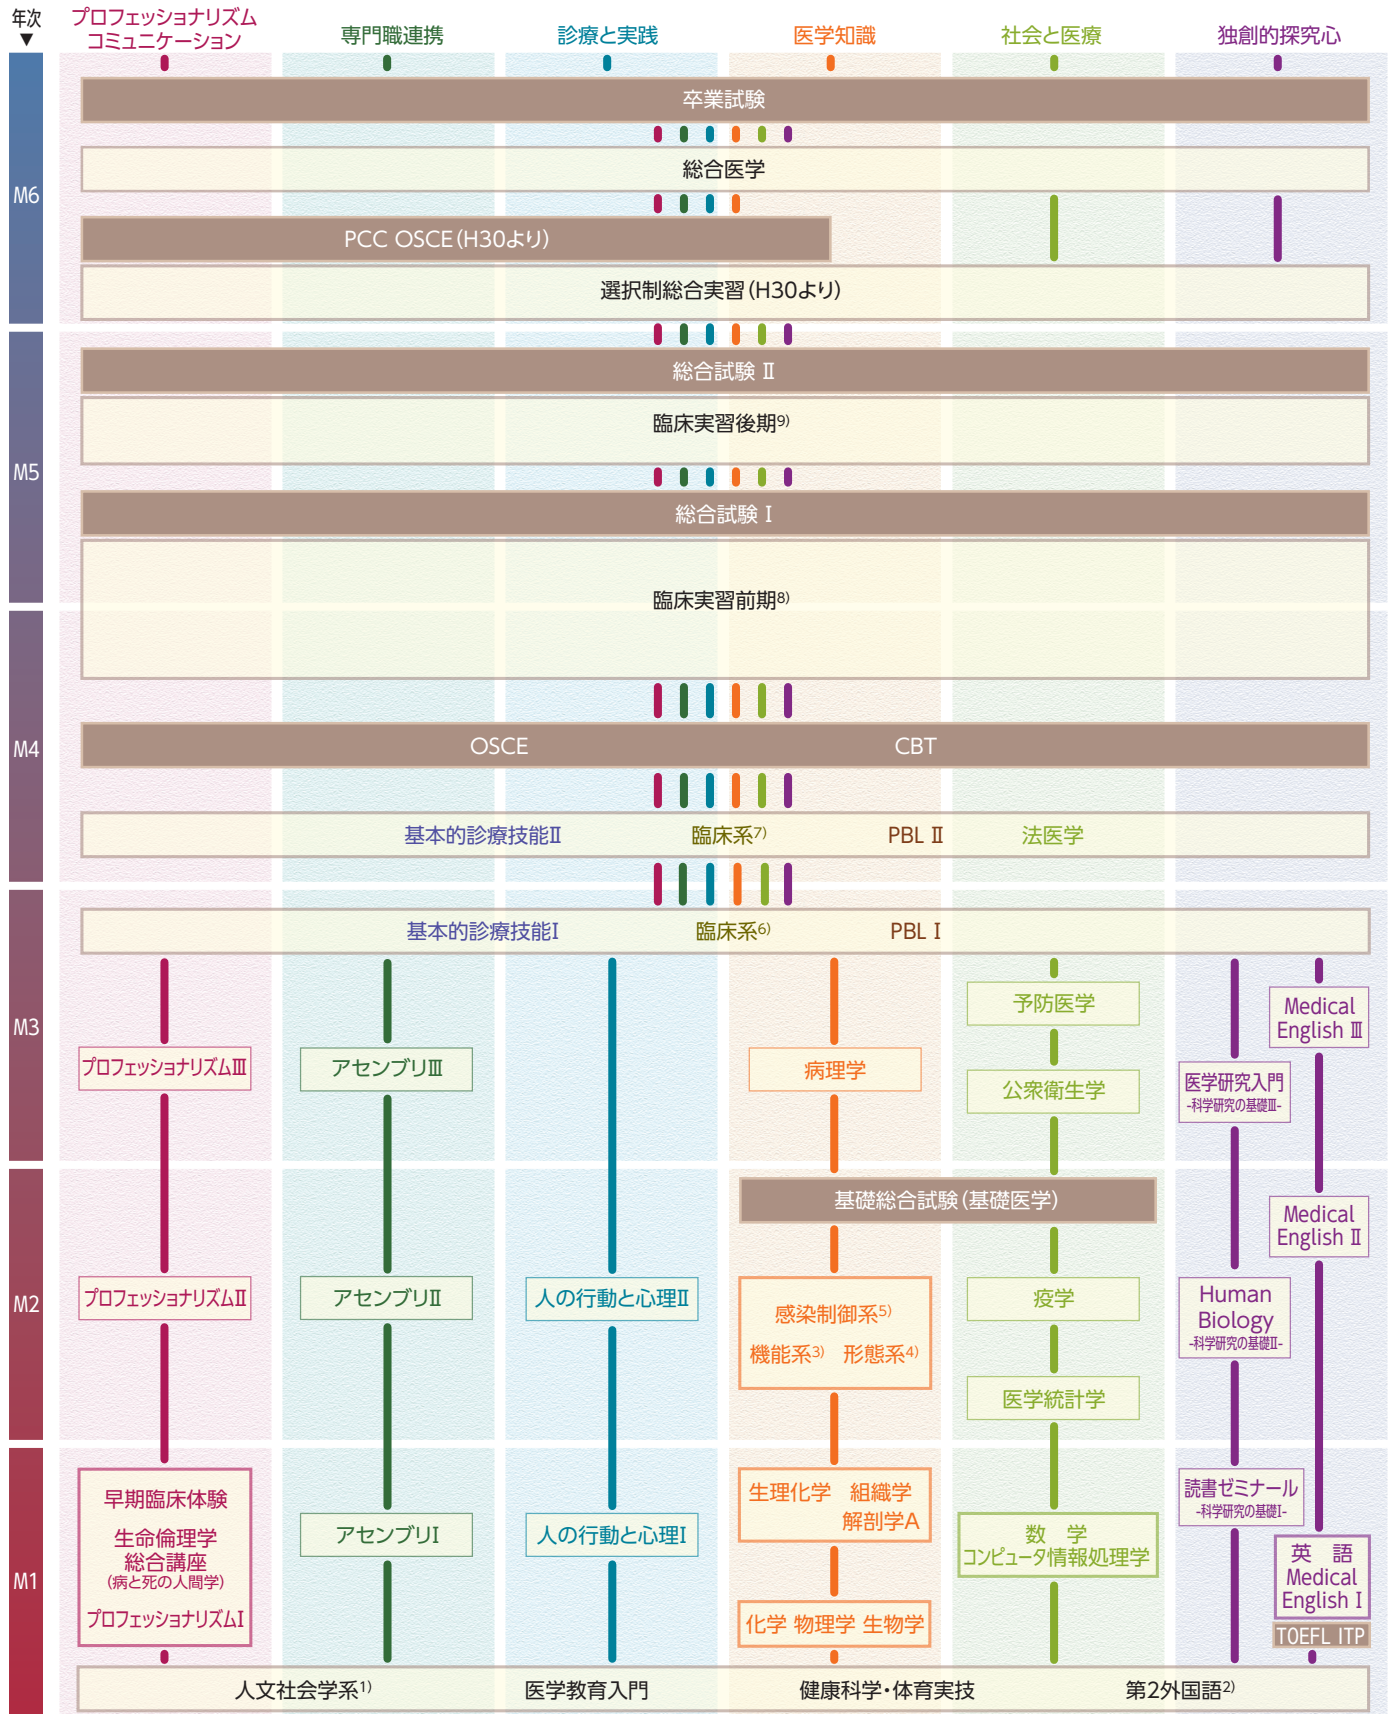 年次
▼
プロフェッショナリズム
コミュニケーション
専門職連携
診療と実践
医学知識
社会と医療
独創的探究心
卒業試験
総合医学
M6
PCC OSCE(H30より)
選択制総合実習(H30より)
総合試験 Ⅱ
臨床実習後期9)
M5
総合試験 Ⅰ
臨床実習前期8)
M4
OSCE
CBT
基本的診療技能Ⅱ
臨床系7)
PBL Ⅱ
法医学
基本的診療技能Ⅰ
臨床系6)
PBL Ⅰ
M3
予防医学
Medical
English Ⅲ
プロフェッショナリズムⅢ
アセンブリⅢ
病理学
公衆衛生学
医学研究入門
-科学研究の基礎Ⅲ-
基礎総合試験(基礎医学)
Medical
English Ⅱ
M2
プロフェッショナリズムⅡ
アセンブリⅡ
人の行動と心理Ⅱ
感染制御系5)
機能系3) 形態系4)
疫学
Human
Biology
-科学研究の基礎Ⅱ-
医学統計学
M1
早期臨床体験
生命倫理学
総合講座
(病と死の人間学)
プロフェッショナリズムⅠ
アセンブリⅠ
人の行動と心理Ⅰ
生理化学 組織学
解剖学A
化学 物理学 生物学
数 学
コンピュータ情報処理学
読書ゼミナール
-科学研究の基礎Ⅰ-
英 語
Medical
English Ⅰ
TOEFL ITP
人文社会学系1)
医学教育入門
健康科学・体育実技
第2外国語2)